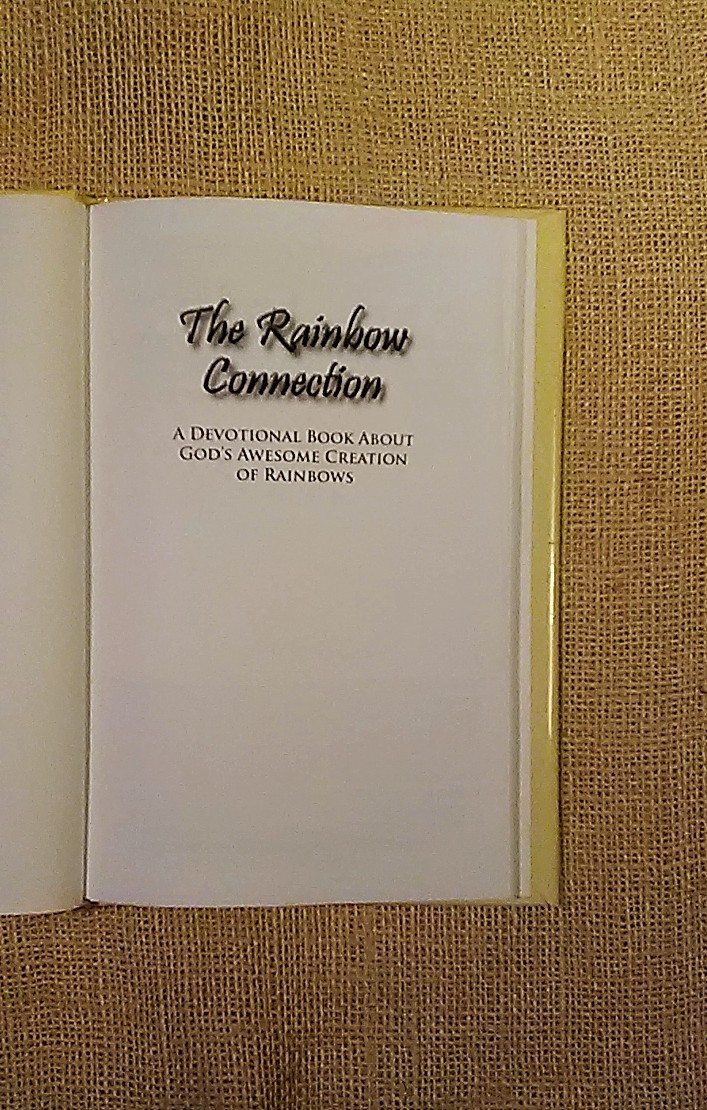 The Rainbow
Connection
A Devotional Book About
God's Awesome Creation
of Rainbows